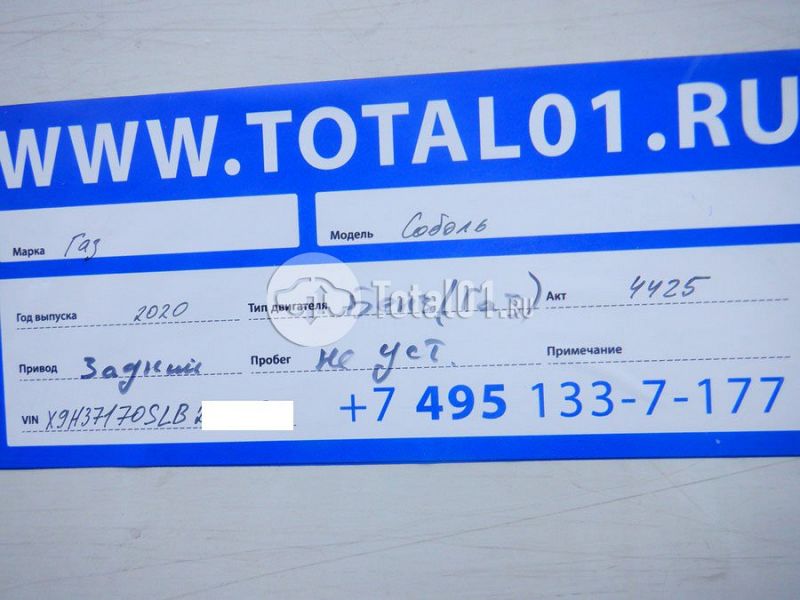 WWW.TOTAL01.RU
Марка Газ Модель Соболь
Год выпуска 2020 Тип двигателя Акт 4425
Total01.RU
Привод Задний Пробег не уст. Примечание
VIN X9H37170SLB2
+7 495 133-7-177